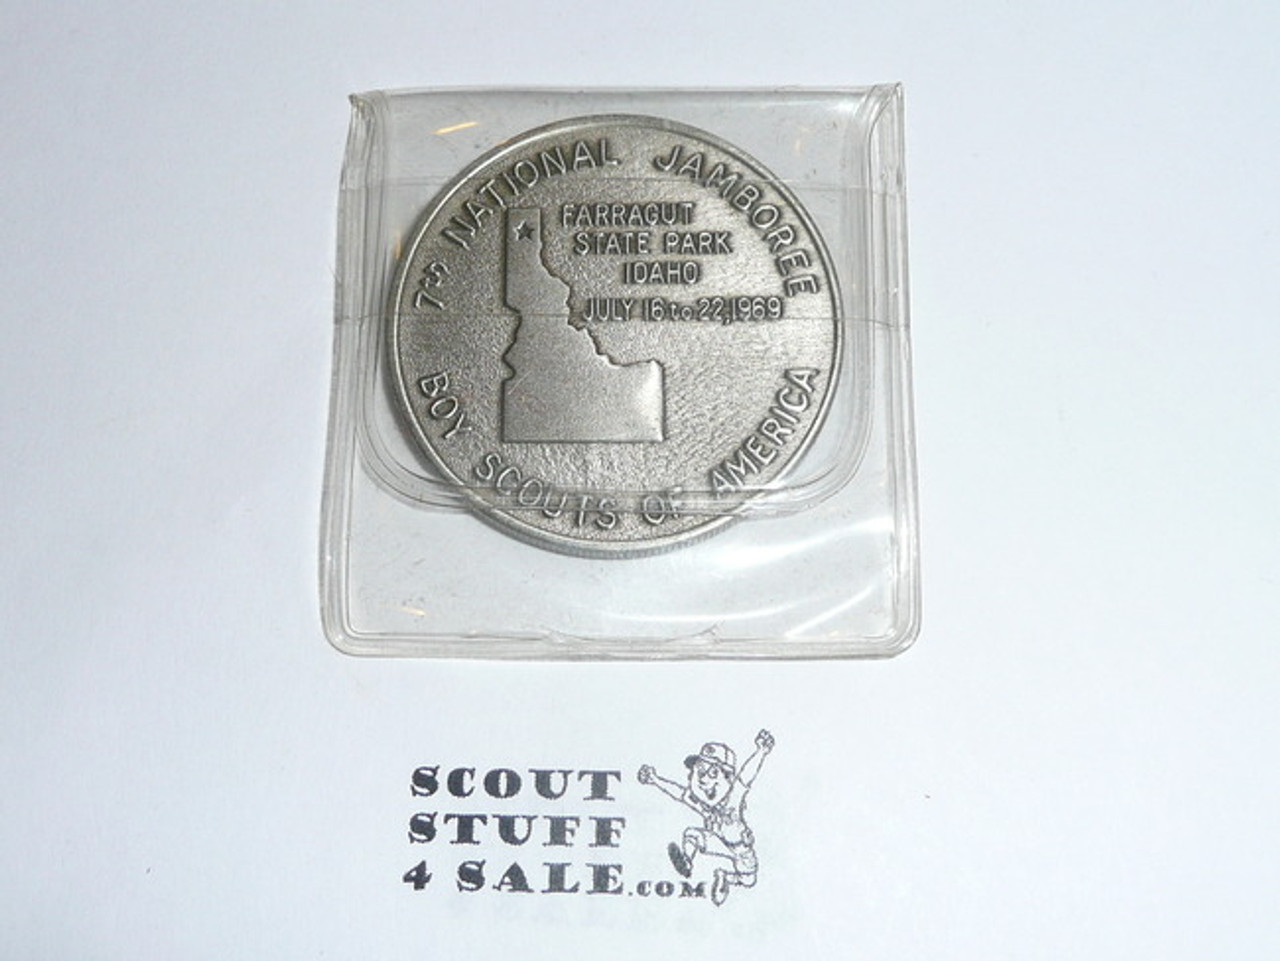 7th NATIONAL JAMBOREE
FARRAGUT
STATE PARK
IDAHO
JULY 16 to 22, 1969
BOY SCOUTS OF AMERICA
SCOUT
STUFF
4 SALE.COM